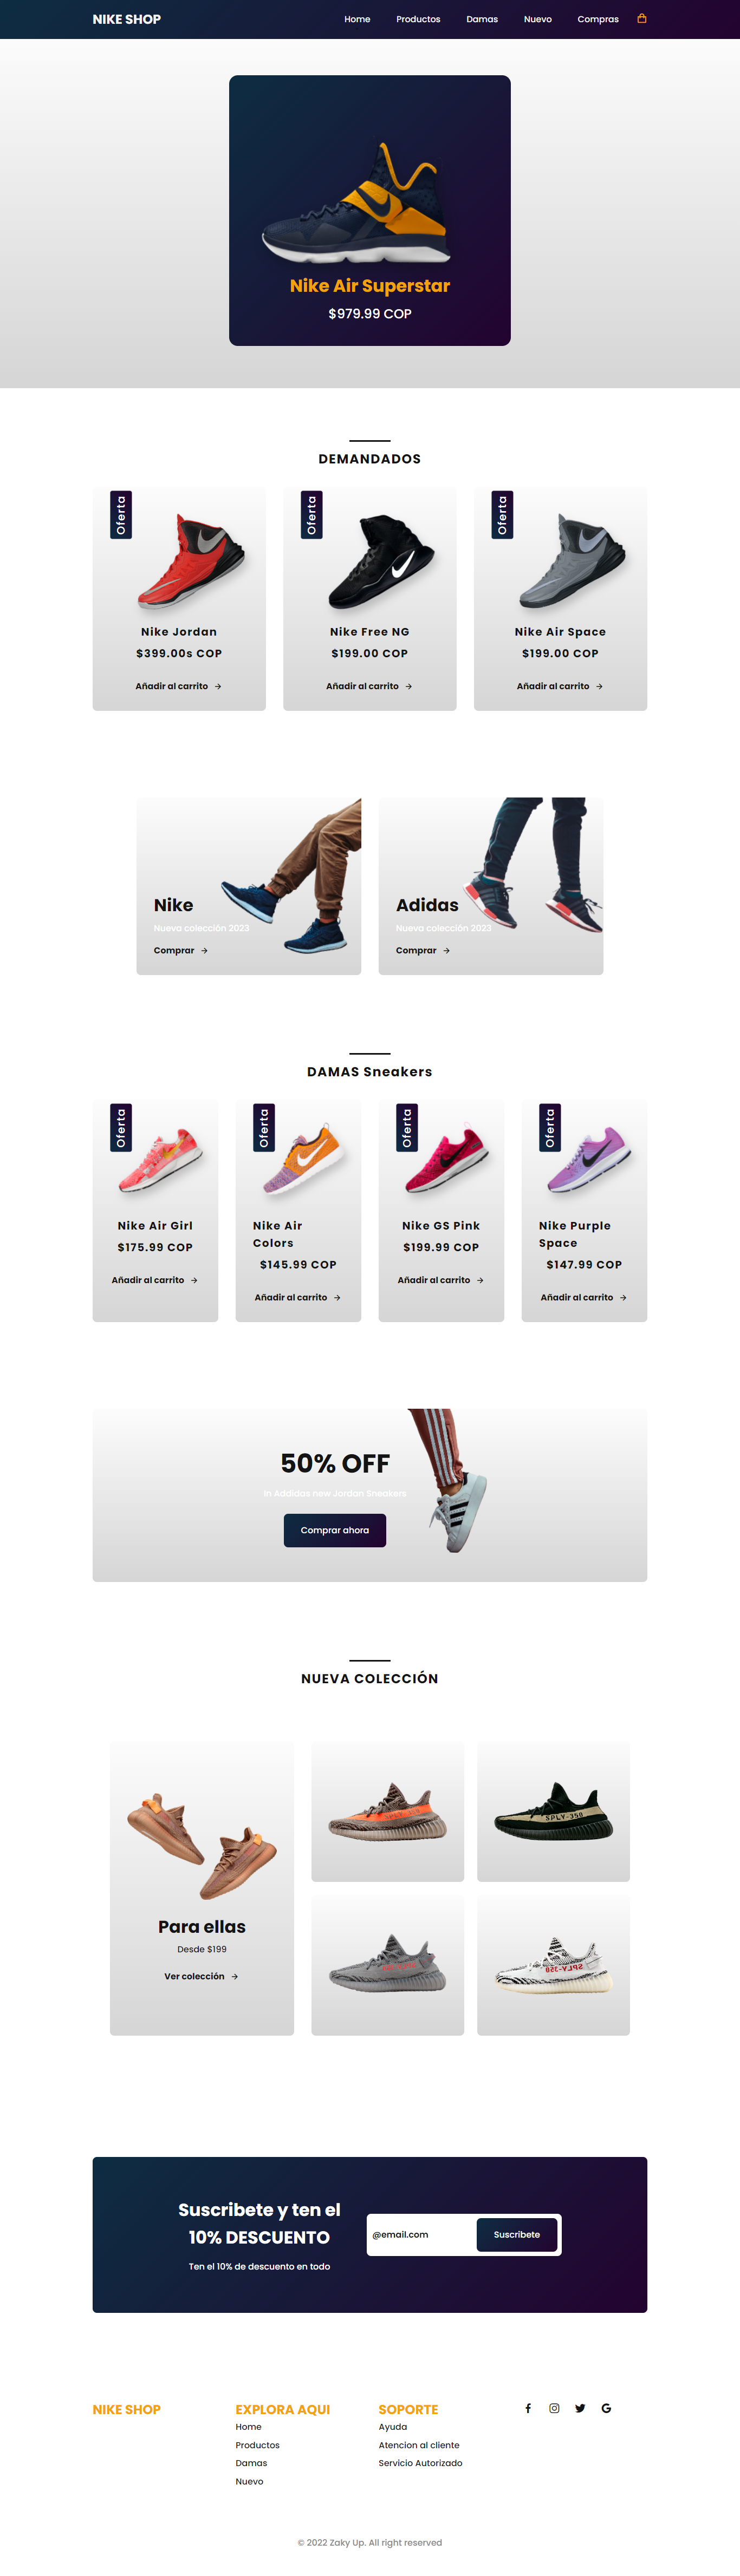 NIKE SHOP
Home
Productos
Damas
Nuevo
Compras
Nike Air Superstar
$979.99 COP
DEMANDADOS
Oferta
Nike Jordan
$399.00s COP
Añadir al carrito
Oferta
Nike Free NG
$199.00 COP
Añadir al carrito
Oferta
Nike Air Space
$199.00 COP
Añadir al carrito
Nike
Nueva colección 2023
Comprar
Adidas
Nueva colección 2023
Comprar
DAMAS Sneakers
Oferta
Nike Air Girl
$175.99 COP
Añadir al carrito
Oferta
Nike Air
Colors
$145.99 COP
Añadir al carrito
Oferta
Nike GS Pink
$199.99 COP
Añadir al carrito
Oferta
Nike Purple
Space
$147.99 COP
Añadir al carrito
50% OFF
In Addidas new Jordan Sneakers
Comprar ahora
NUEVA COLECCIÓN
Para ellas
Desde $199
Ver colección
SPLY-350
SPLY-350
Suscribete y ten el
10% DESCUENTO
Ten el 10% de descuento en todo
@email.com
Suscribete
NIKE SHOP
EXPLORA AQUI
Home
Productos
Damas
Nuevo
SOPORTE
Ayuda
Atencion al cliente
Servicio Autorizado
© 2022 Zaky Up. All right reserved